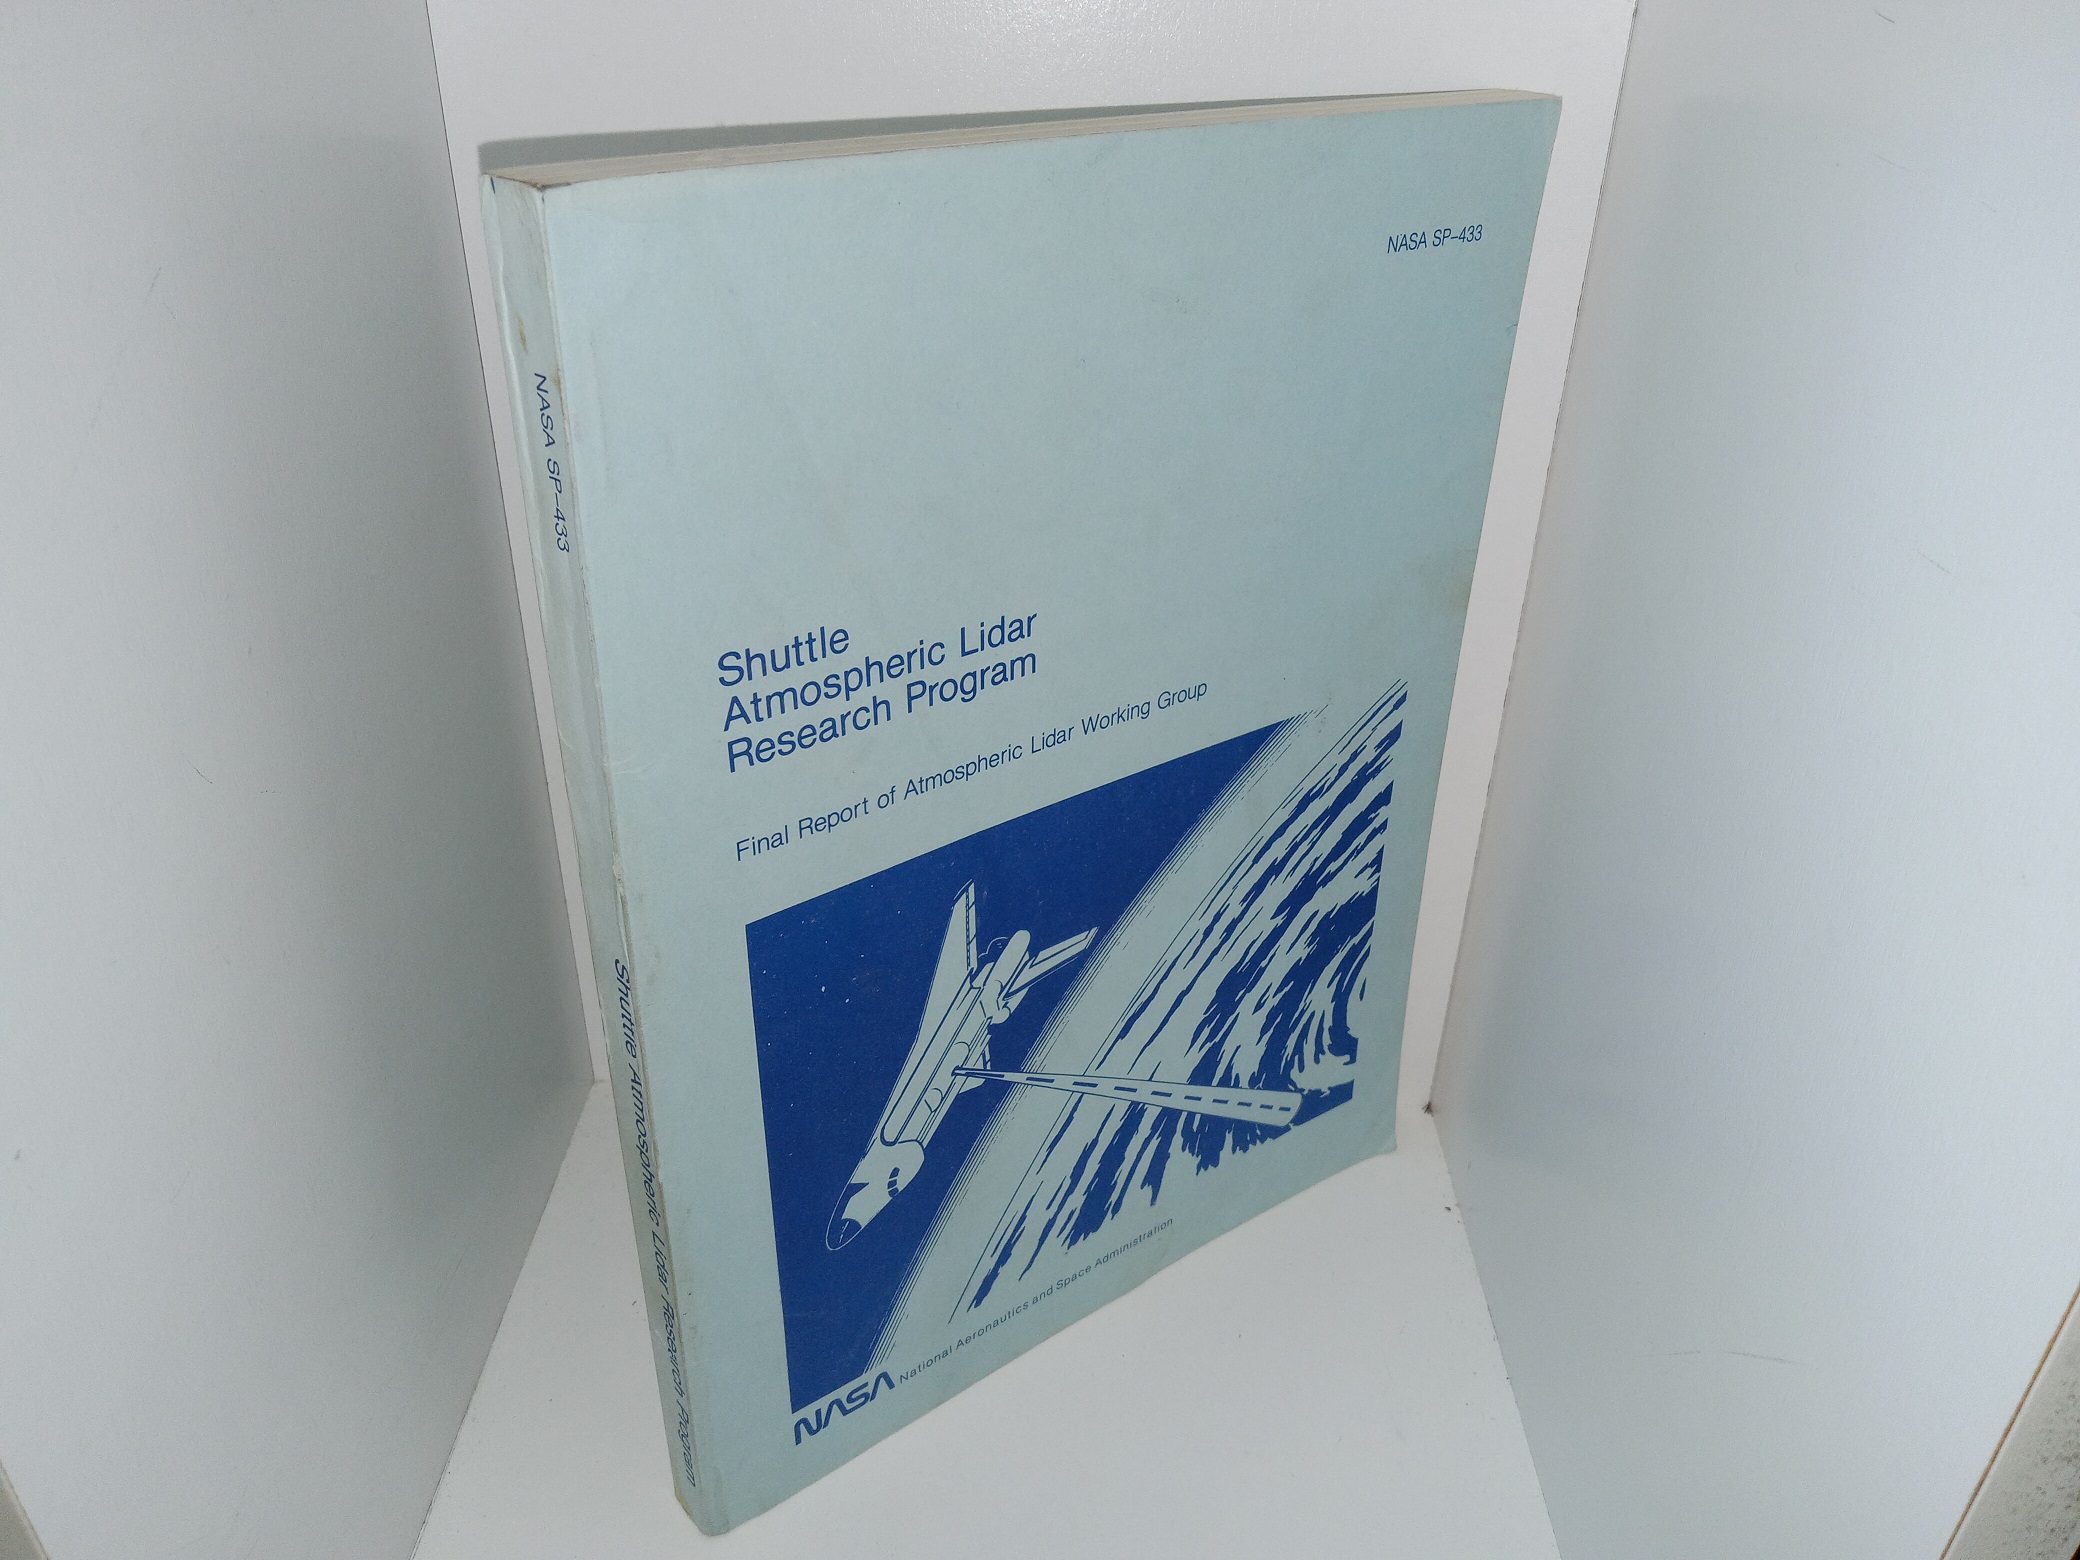 NASA SP-433
Shuttle
Atmospheric Lidar
Research Program
Final Report of Atmospheric Lidar Working Group
NASA National Aeronautics and Space Administration
NASA SP-433
Shuttle Atmospheric Lidar Research Program